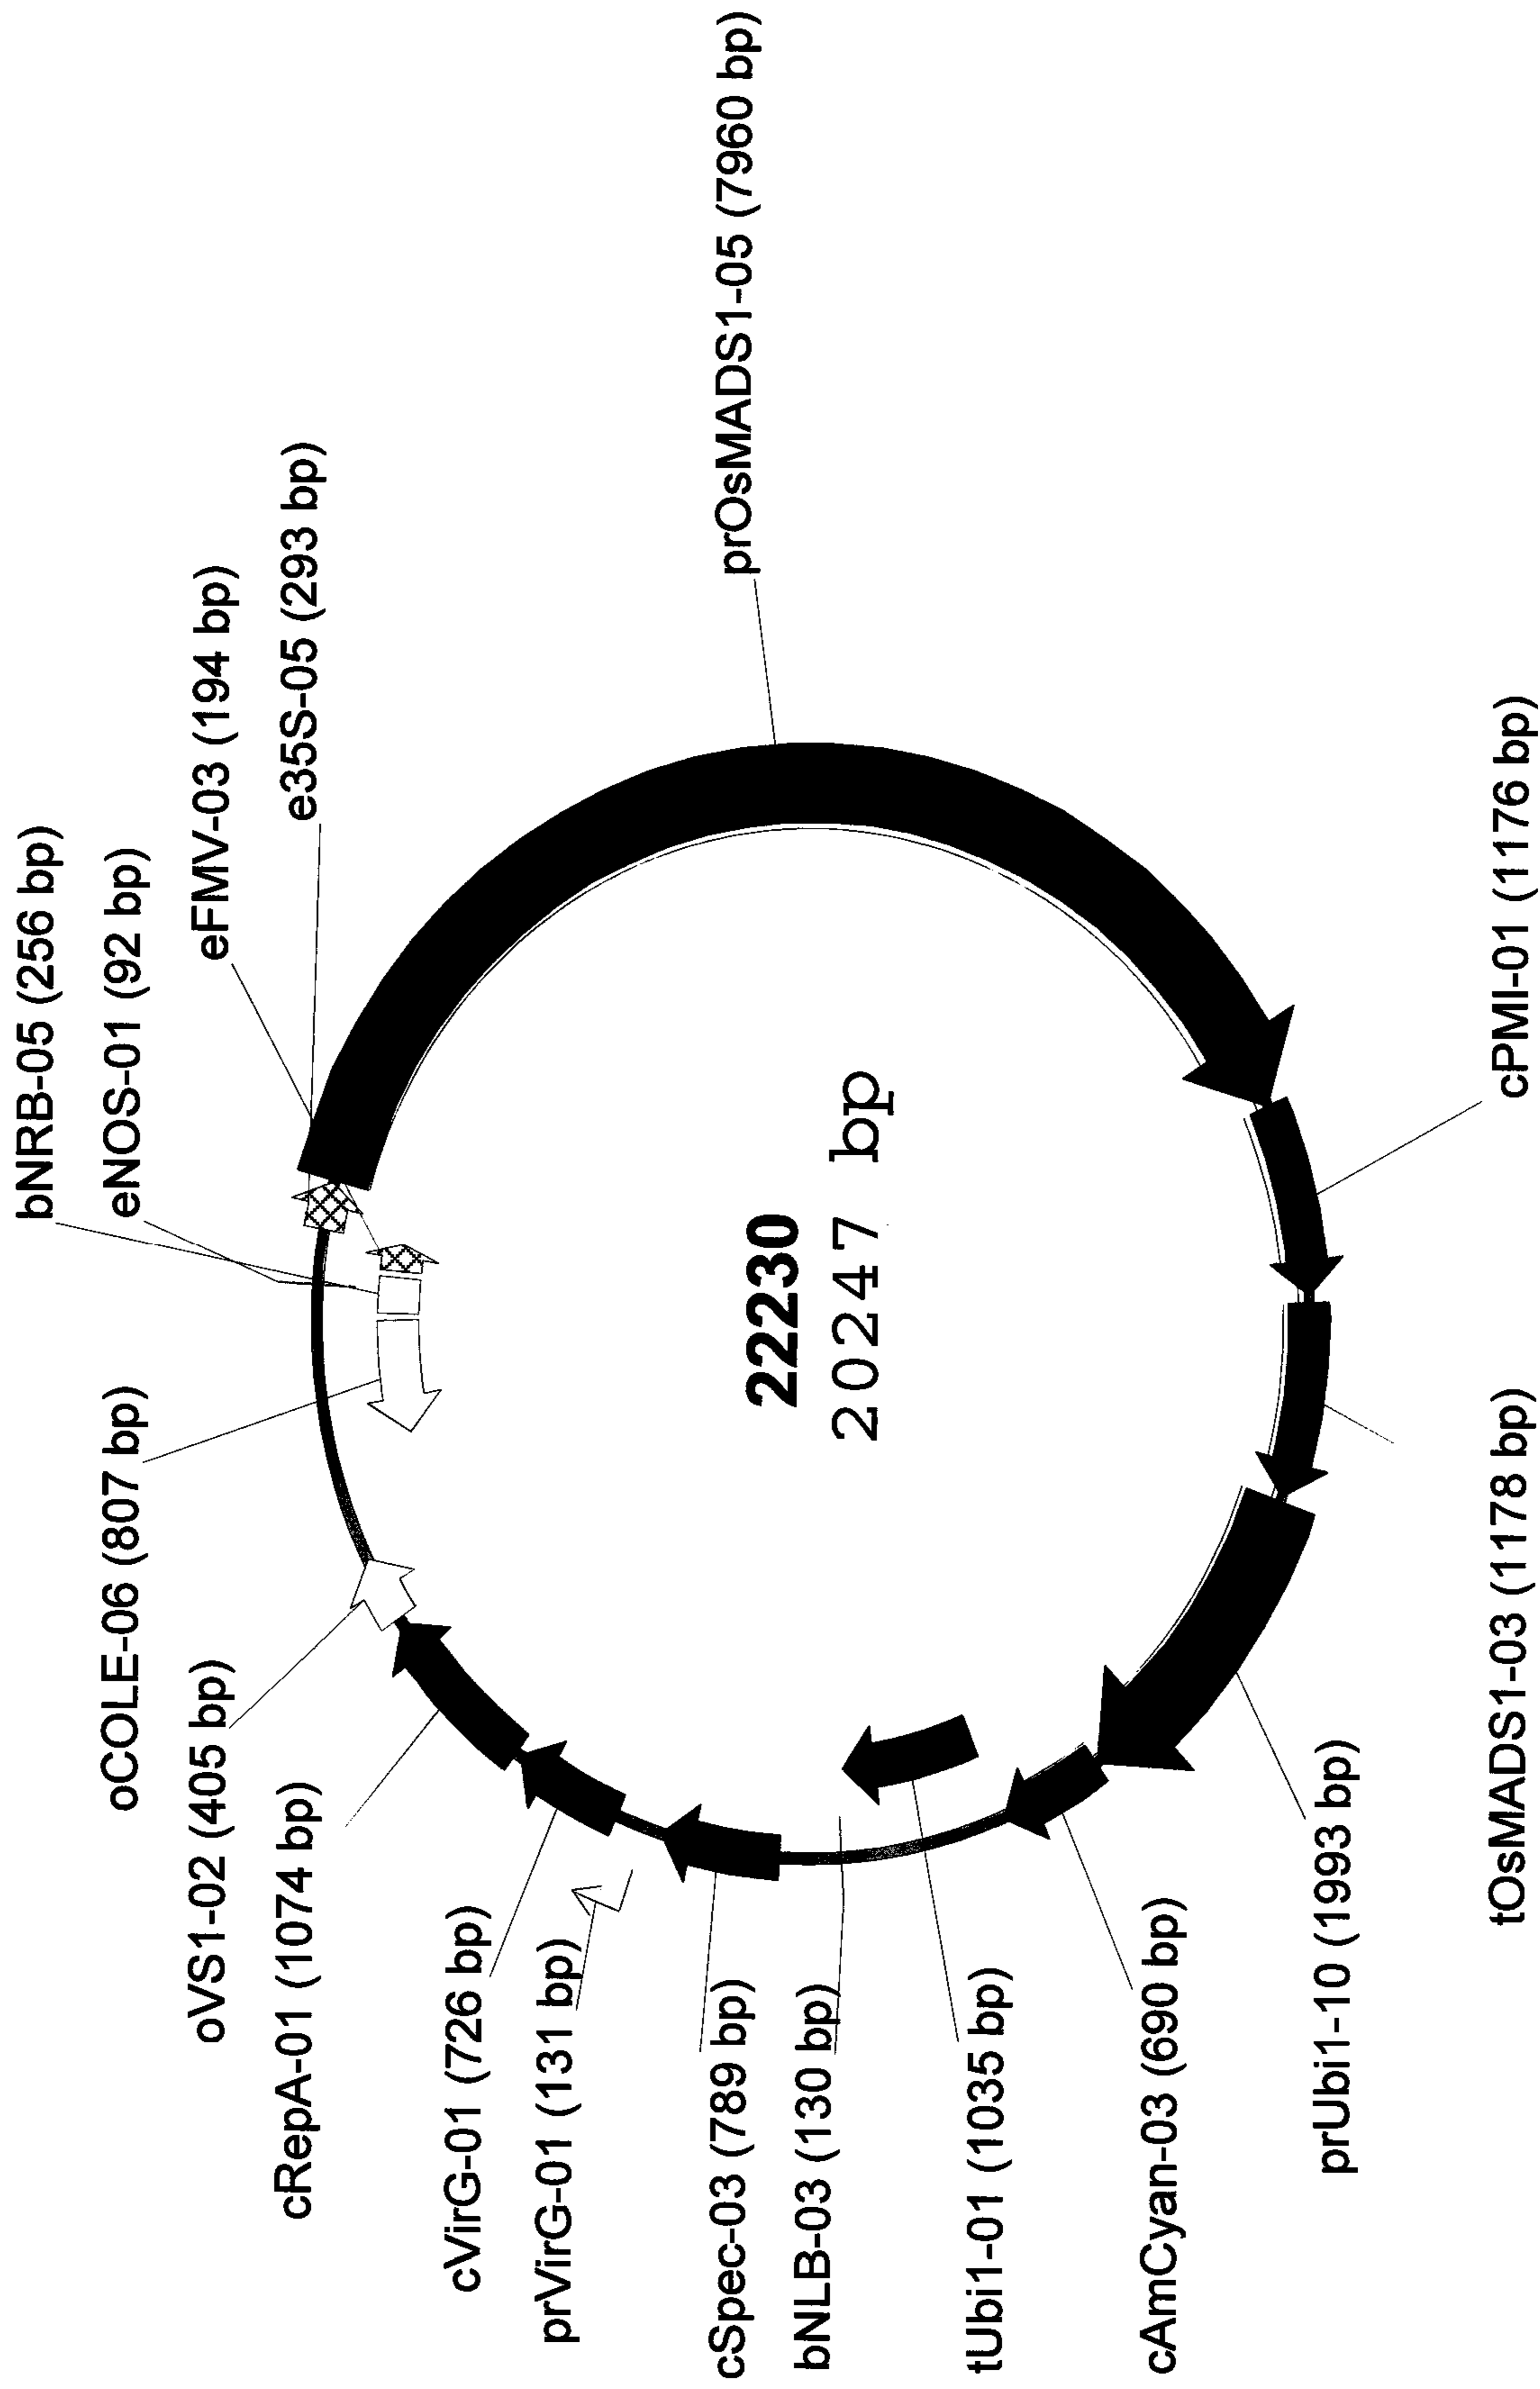 bNRB-05 (256 bp)
eNOS-01 (92 bp)
eFMV-03 (194 bp)
e35S-05 (293 bp)
prOsMADS1-05 (7960 bp)
cPMI-01 (1176 bp)
tOsMADS1-03 (1178 bp)
prUbi1-10 (1993 bp)
cAmCyan-03 (690 bp)
tUbi1-01 (1035 bp)
bNLB-03 (130 bp)
cSpec-03 (789 bp)
prVirG-01 (131 bp)
cVirG-01 (726 bp)
cRepA-01 (1074 bp)
oVS1-02 (405 bp)
oCOLE-06 (807 bp)
22230
20247 bp